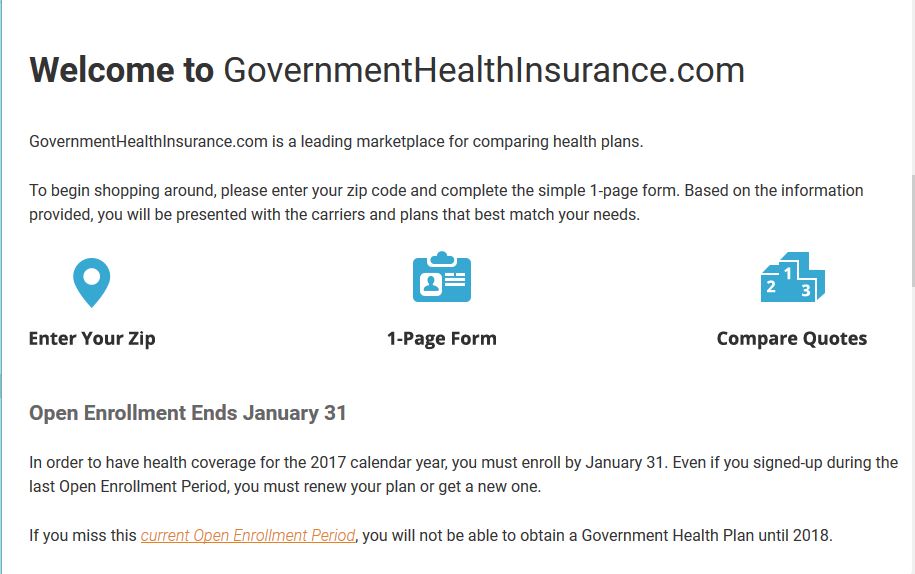 Welcome to GovernmentHealthInsurance.com
GovernmentHealthInsurance.com is a leading marketplace for comparing health plans.
To begin shopping around, please enter your zip code and complete the simple 1-page form. Based on the information
provided, you will be presented with the carriers and plans that best match your needs.
2 1 3
Enter Your Zip
1-Page Form
Compare Quotes
Open Enrollment Ends January 31
In order to have health coverage for the 2017 calendar year, you must enroll by January 31. Even if you signed-up during the
last Open Enrollment Period, you must renew your plan or get a new one.
If you miss this current Open Enrollment Period, you will not be able to obtain a Government Health Plan until 2018.